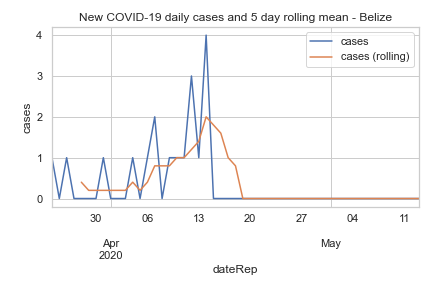 New COVID-19 daily cases and 5 day rolling mean - Belize
cases
cases (rolling)
cases
4
3
2
1
0
30 06 13 20 27 04 11
Apr May
2020
dateRep